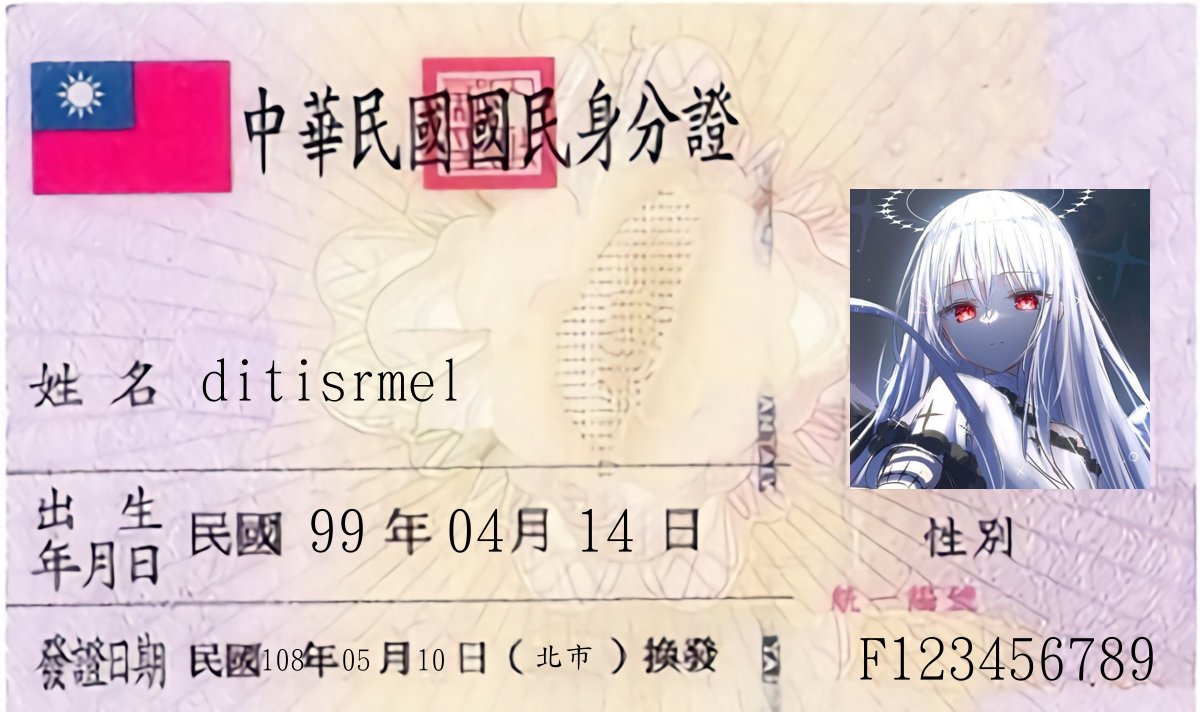 中華民國國民身分證
姓名 ditisrmel
出生年月日 民國 99 年 04 月 14 日
性別
統一編號
發證日期 民國108年05月10日（北市）換發
F123456789